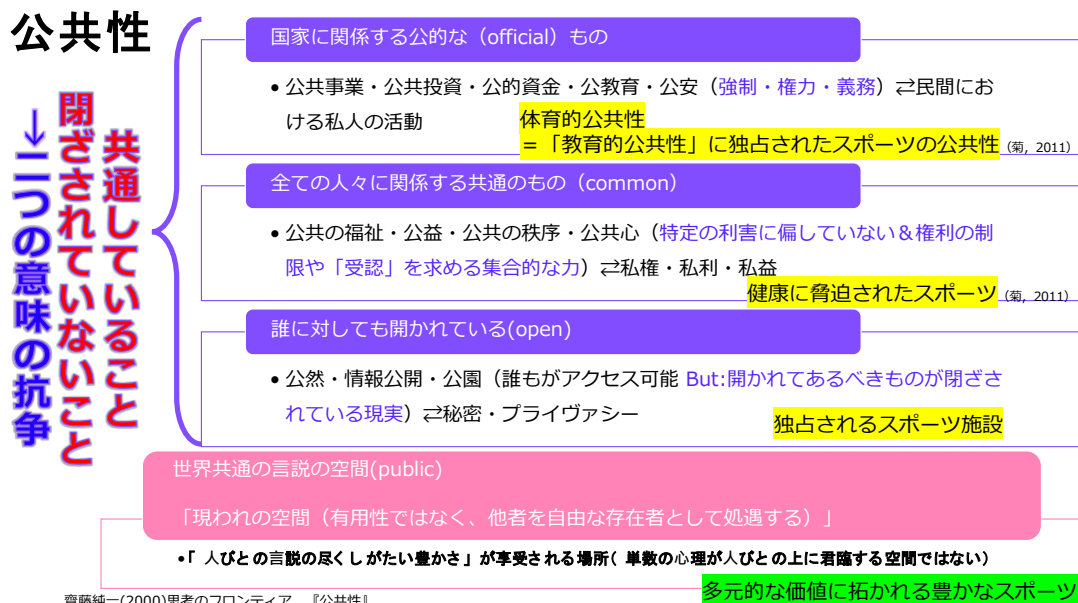 公共性
共通していること
閉ざされていないこと
→二つの意味の抗争
国家に関係する公的な（official）もの
•公共事業・公共投資・公的資金・公教育・公安（強制・権力・義務）⇄民間にお
ける私人の活動
体育的公共性
＝「教育的公共性」に独占されたスポーツの公共性（菊, 2011）
全ての人々に関係する共通のもの（common）
•公共の福祉・公益・公共の秩序・公共心（特定の利害に偏していない＆権利の制
限や「受認」を求める集合的な力）⇄私権・私利・私益
健康に脅迫されたスポーツ（菊, 2011）
誰に対しても開かれている(open)
•公然・情報公開・公園（誰もがアクセス可能 But:開かれてあるべきものが閉ざさ
れている現実）⇄秘密・プライヴァシー
独占されるスポーツ施設
世界共通の言説の空間(public)
「現われの空間（有用性ではなく、他者を自由な存在者として処遇する）」
•「 人びとの言説の尽くしがたい豊かさ」が享受される場所( 単数の心理が人びとの上に君臨する空間ではない)
多元的な価値に拓かれる豊かなスポーツ
齋藤純一(2000)思考のフロンティア 『公共性』